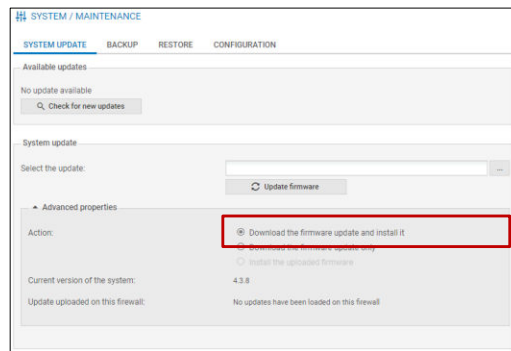 SYSTEM / MAINTENANCE
SYSTEM UPDATE BACKUP RESTORE CONFIGURATION
Available updates
No update available
Check for new updates
System update
Select the update: ...
Update firmware
Advanced properties
Action: Download the firmware update and install it
Download the firmware update only
Install the uploaded firmware
Current version of the system: 4.3.8
Update uploaded on this firewall: No updates have been loaded on this firewall